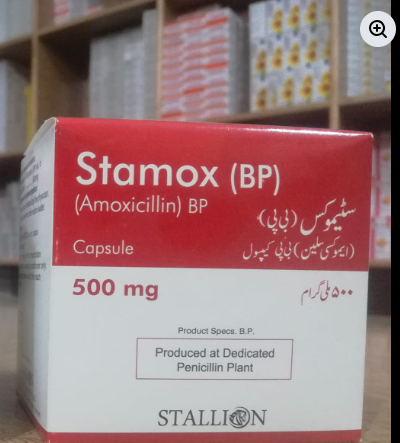 Stamox (BP)
(Amoxicillin) BP
سٹیموکس (بی پی)
Capsule
(ایموکسی سلین) بی پی کیپسول
500 mg
۵۰۰ ملی گرام
Product Specs. B.P.
Produced at Dedicated
Penicillin Plant
STALLION